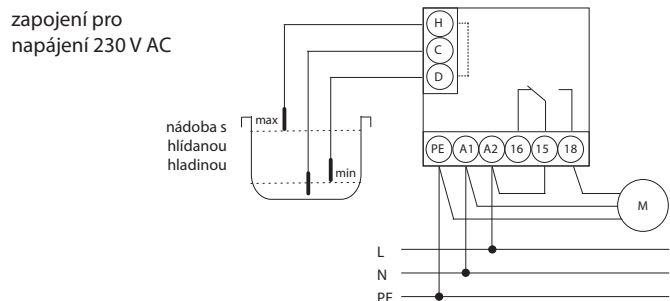 zapojení pro
napájení 230 V AC
H
C
D
max
nádoba s
hlídanou
hladinou
min
PE A1 A2 16 15 18
M
L
N
PE